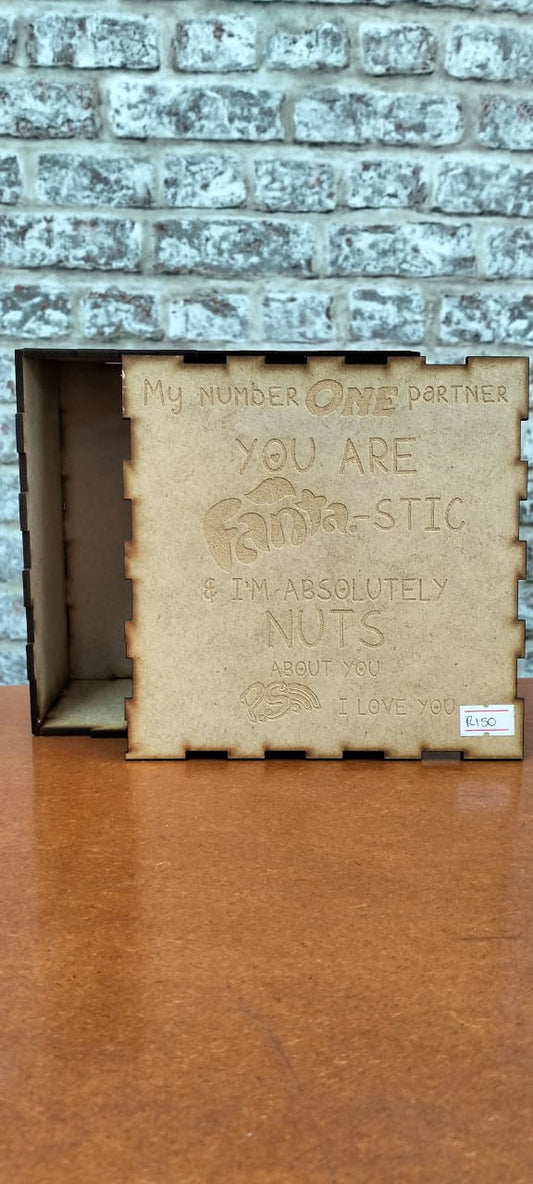 My NUMBER ONE PARTNER
YOU ARE
Fanta.-STIC
& I'M ABSOLUTELY
NUTS
ABOUT YOU
P.S. I LOVE YOU
R150